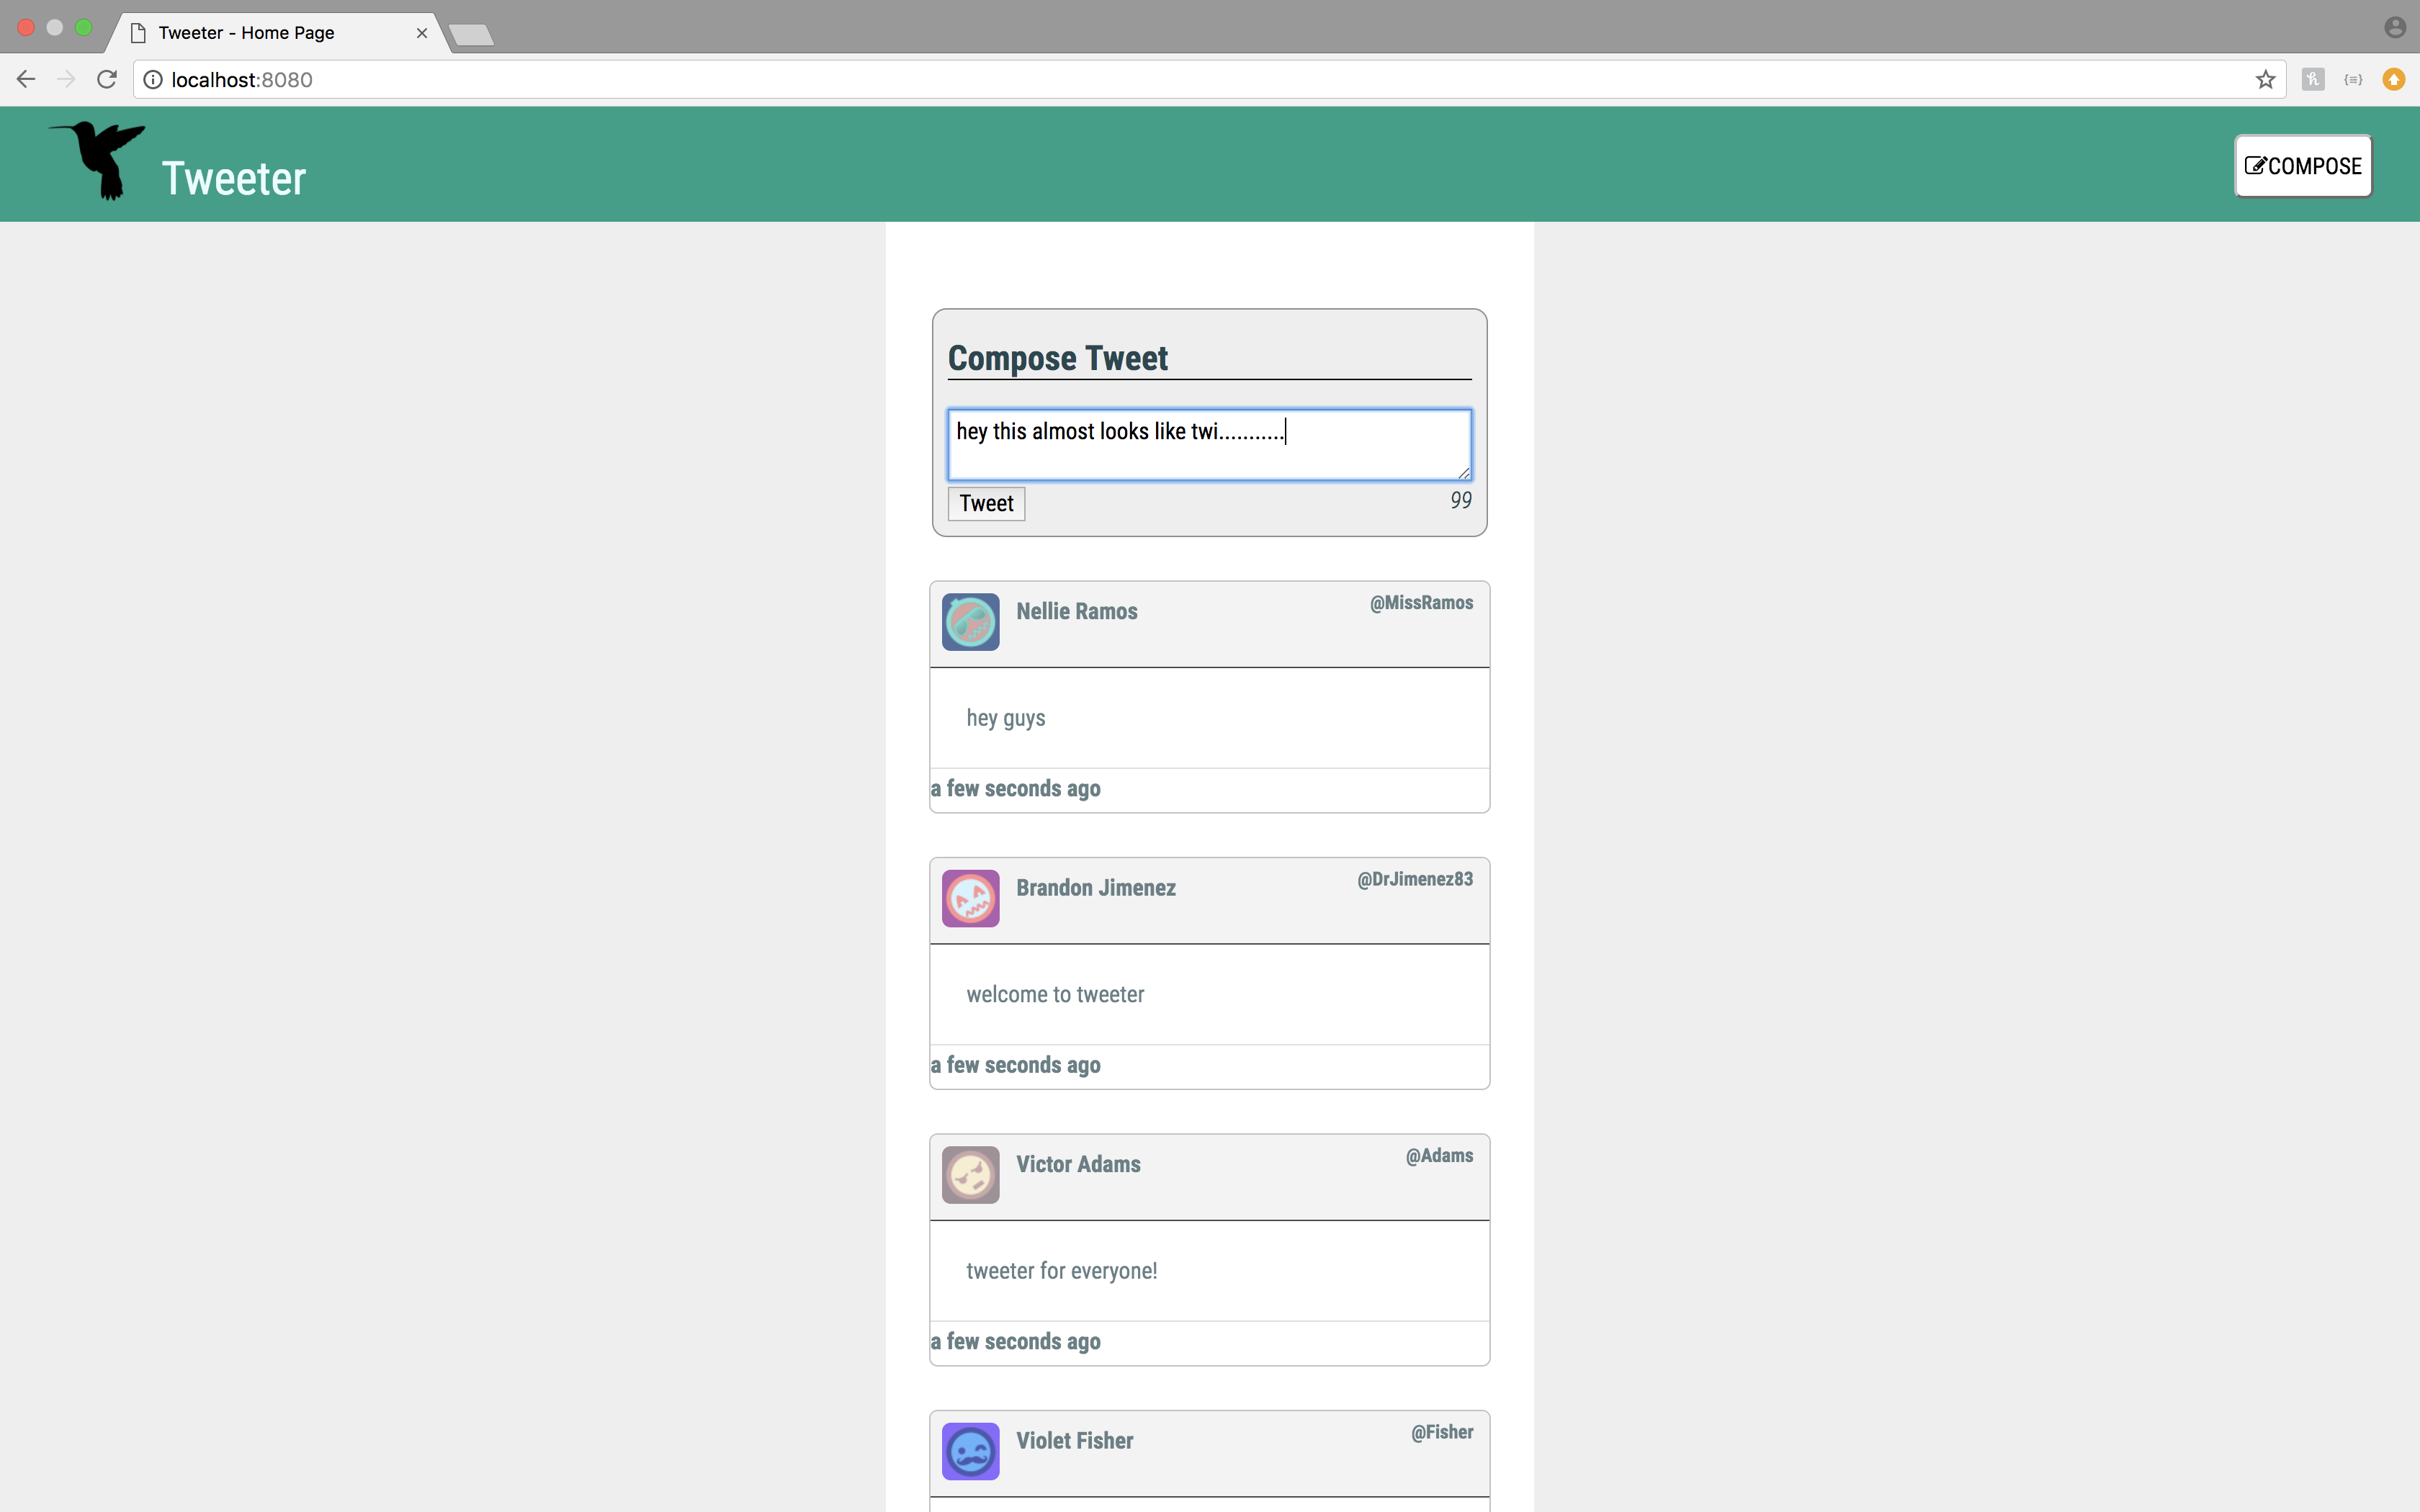 Tweeter - Home Page
localhost:8080
Tweeter
COMPOSE
Compose Tweet
hey this almost looks like twi...........
Tweet 99
Nellie Ramos @MissRamos
hey guys
a few seconds ago
Brandon Jimenez @DrJimenez83
welcome to tweeter
a few seconds ago
Victor Adams @Adams
tweeter for everyone!
a few seconds ago
Violet Fisher @Fisher